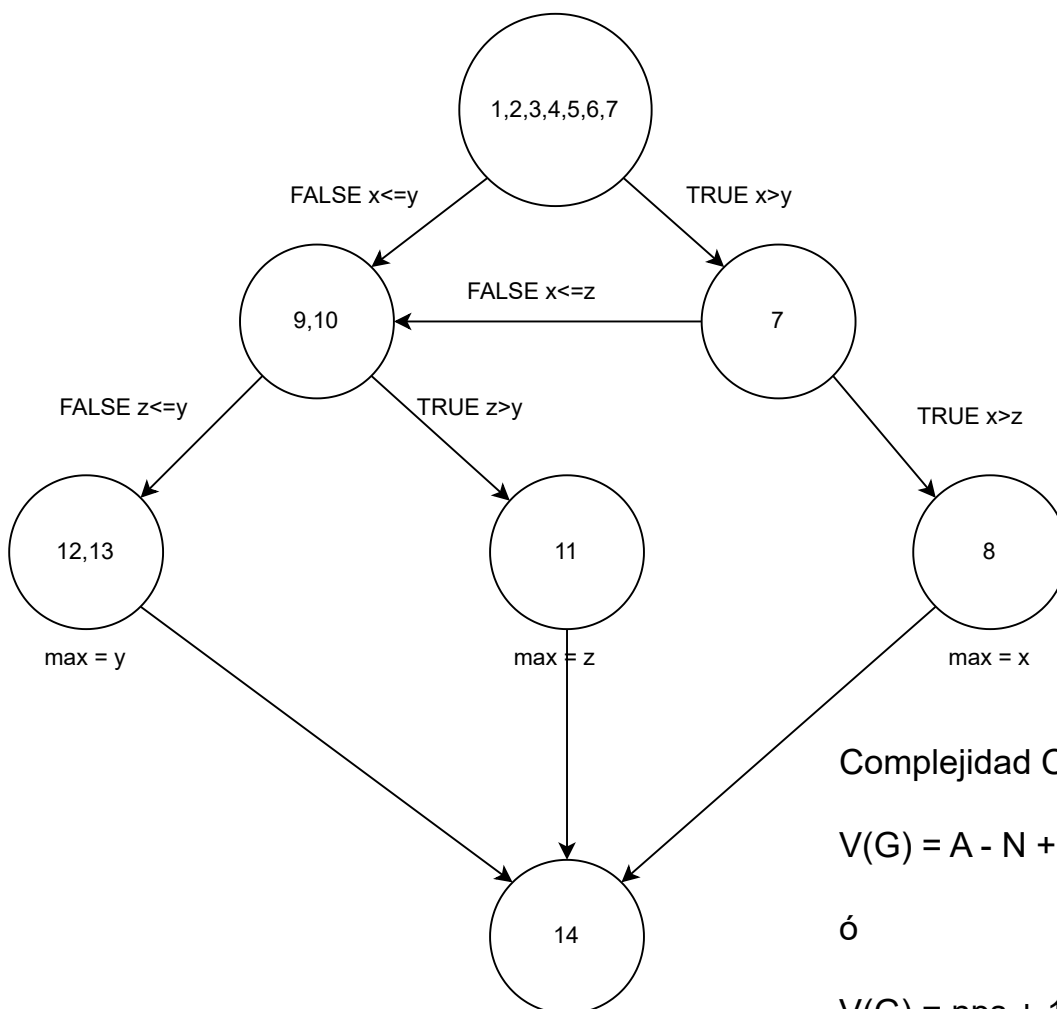 1,2,3,4,5,6,7
FALSE x<=y
TRUE x>y
FALSE x<=z
9,10
7
FALSE z<=y
TRUE z>y
TRUE x>z
12,13
11
8
max = y
max = z
max = x
Complejidad C
V(G) = A - N +
ó
14